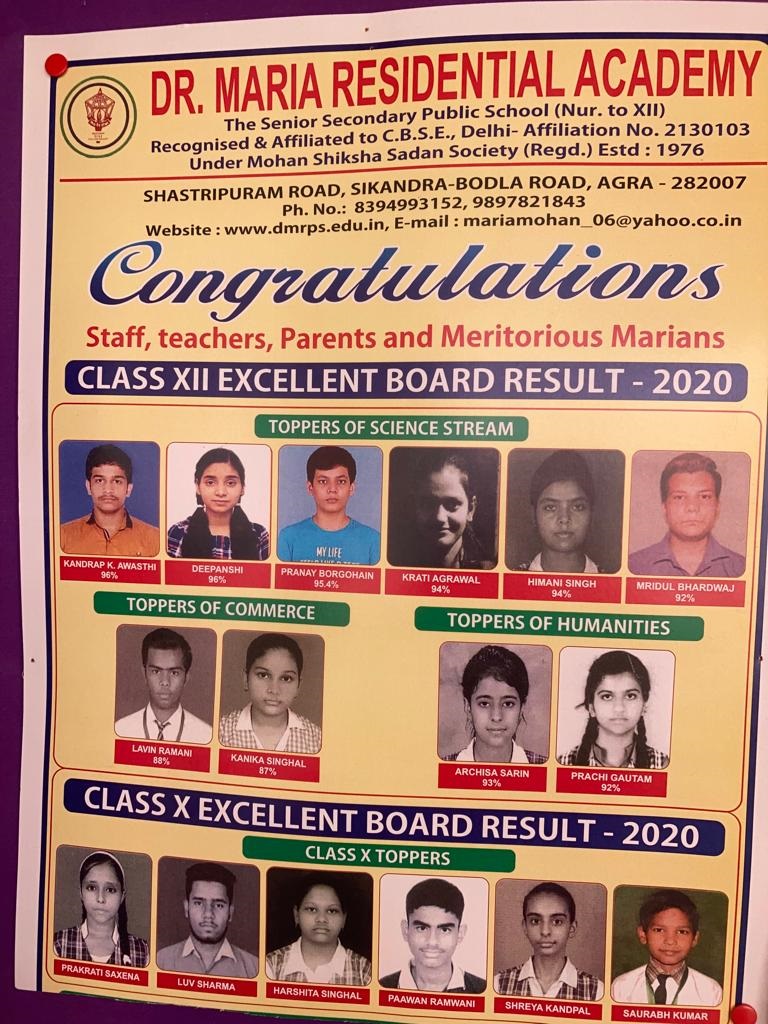 DR. MARIA RESIDENTIAL ACADEMY
The Senior Secondary Public School (Nur. to XII)
Recognised & Affiliated to C.B.S.E., Delhi- Affiliation No. 2130103
Under Mohan Shiksha Sadan Society (Regd.) Estd : 1976
SHASTRIPURAM ROAD, SIKANDRA-BODLA ROAD, AGRA - 282007
Ph. No.: 8394993152, 9897821843
Website : www.dmrps.edu.in, E-mail : mariamohan_06@yahoo.co.in
Congratulations
Staff, teachers, Parents and Meritorious Marians
CLASS XII EXCELLENT BOARD RESULT - 2020
TOPPERS OF SCIENCE STREAM
MY LIFE
KANDRAP K. AWASTHI
96%
DEEPANSHI
96%
PRANAY BORGOHAIN
95.4%
KRATI AGRAWAL
94%
HIMANI SINGH
94%
MRIDUL BHARDWAJ
92%
TOPPERS OF COMMERCE
LAVIN RAMANI
88%
KANIKA SINGHAL
87%
TOPPERS OF HUMANITIES
ARCHISA SARIN
93%
PRACHI GAUTAM
92%
CLASS X EXCELLENT BOARD RESULT - 2020
CLASS X TOPPERS
PRAKRATI SAXENA
LUV SHARMA
HARSHITA SINGHAL
PAAWAN RAMWANI
SHREYA KANDPAL
SAURABH KUMAR